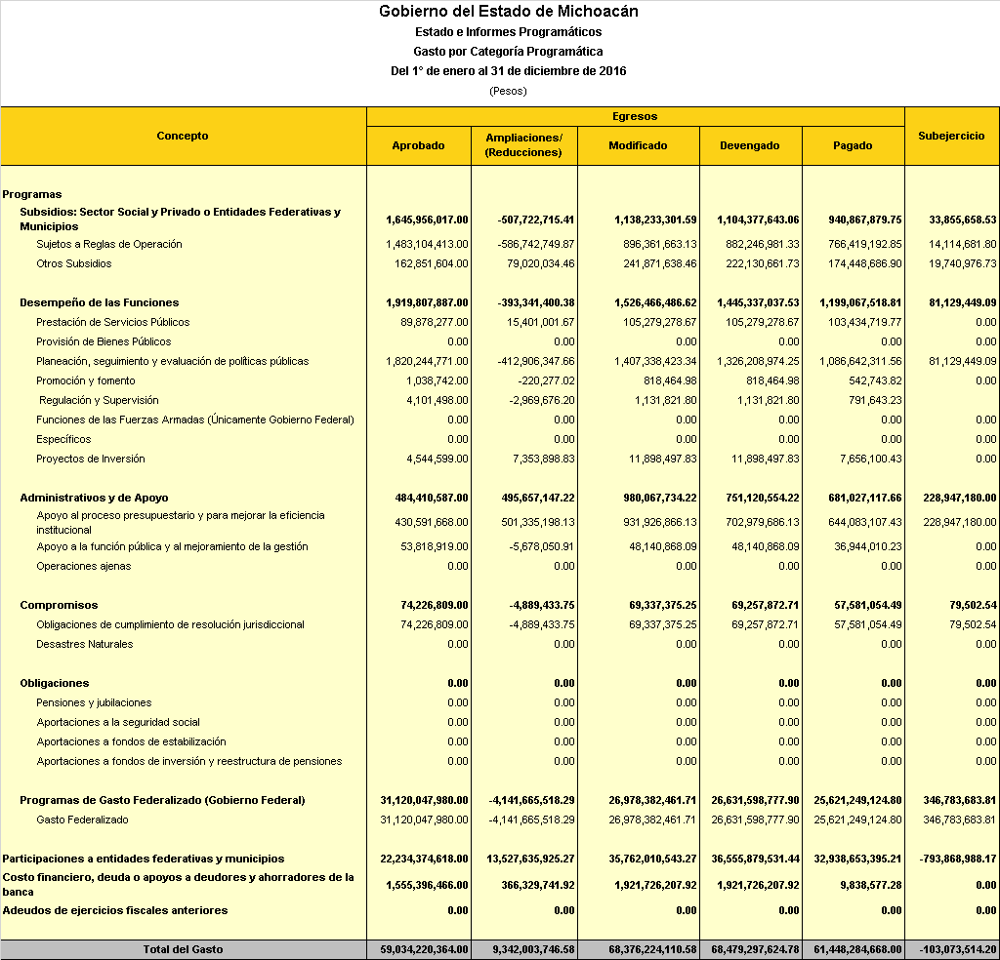 Gobierno del Estado de Michoacán
Estado e Informes Programáticos
Gasto por Categoría Programática
Del 1° de enero al 31 de diciembre de 2016
(Pesos)
Concepto Egresos Subejercicio
Aprobado Ampliaciones/ (Reducciones) Modificado Devengado Pagado
Programas
Subsidios: Sector Social y Privado o Entidades Federativas y
Municipios 1,645,956,017.00 -507,722,715.41 1,138,233,301.59 1,104,377,643.06 940,867,879.75 33,855,658.53
Sujetos a Reglas de Operación 1,483,104,413.00 -586,742,749.87 896,361,663.13 882,246,981.33 766,419,192.85 14,114,681.80
Otros Subsidios 162,851,604.00 79,020,034.46 241,871,638.46 222,130,661.73 174,448,686.90 19,740,976.73
Desempeño de las Funciones 1,919,807,887.00 -393,341,400.38 1,526,466,486.62 1,445,337,037.53 1,199,067,518.81 81,129,449.09
Prestación de Servicios Públicos 89,878,277.00 15,401,001.67 105,279,278.67 105,279,278.67 103,434,719.77 0.00
Provisión de Bienes Públicos 0.00 0.00 0.00 0.00 0.00 0.00
Planeación, seguimiento y evaluación de políticas públicas 1,820,244,771.00 -412,906,347.66 1,407,338,423.34 1,326,208,974.25 1,086,642,311.56 81,129,449.09
Promoción y fomento 1,038,742.00 -220,277.02 818,464.98 818,464.98 542,743.82 0.00
Regulación y Supervisión 4,101,498.00 -2,969,676.20 1,131,821.80 1,131,821.80 791,643.23
Funciones de las Fuerzas Armadas (Únicamente Gobierno Federal) 0.00 0.00 0.00 0.00 0.00 0.00
Específicos 0.00 0.00 0.00 0.00 0.00 0.00
Proyectos de Inversión 4,544,599.00 7,353,898.83 11,898,497.83 11,898,497.83 7,656,100.43 0.00
Administrativos y de Apoyo 484,410,587.00 495,657,147.22 980,067,734.22 751,120,554.22 681,027,117.66 228,947,180.00
Apoyo al proceso presupuestario y para mejorar la eficiencia
institucional 430,591,668.00 501,335,198.13 931,926,866.13 702,979,686.13 644,083,107.43 228,947,180.00
Apoyo a la función pública y al mejoramiento de la gestión 53,818,919.00 -5,678,050.91 48,140,868.09 48,140,868.09 36,944,010.23 0.00
Operaciones ajenas 0.00 0.00 0.00 0.00 0.00 0.00
Compromisos 74,226,809.00 -4,889,433.75 69,337,375.25 69,257,872.71 57,581,054.49 79,502.54
Obligaciones de cumplimiento de resolución jurisdiccional 74,226,809.00 -4,889,433.75 69,337,375.25 69,257,872.71 57,581,054.49 79,502.54
Desastres Naturales 0.00 0.00 0.00 0.00 0.00 0.00
Obligaciones 0.00 0.00 0.00 0.00 0.00 0.00
Pensiones y jubilaciones 0.00 0.00 0.00 0.00 0.00 0.00
Aportaciones a la seguridad social 0.00 0.00 0.00 0.00 0.00 0.00
Aportaciones a fondos de estabilización 0.00 0.00 0.00 0.00 0.00 0.00
Aportaciones a fondos de inversión y reestructura de pensiones 0.00 0.00 0.00 0.00 0.00 0.00
Programas de Gasto Federalizado (Gobierno Federal) 31,120,047,980.00 -4,141,665,518.29 26,978,382,461.71 26,631,598,777.90 25,621,249,124.80 346,783,683.81
Gasto Federalizado 31,120,047,980.00 -4,141,665,518.29 26,978,382,461.71 26,631,598,777.90 25,621,249,124.80 346,783,683.81
Participaciones a entidades federativas y municipios 22,234,374,618.00 13,527,635,925.27 35,762,010,543.27 36,555,879,531.44 32,938,653,395.21 -793,868,988.17
Costo financiero, deuda o apoyos a deudores y ahorradores de la
banca 1,555,396,466.00 366,329,741.92 1,921,726,207.92 1,921,726,207.92 9,838,577.28 0.00
Adeudos de ejercicios fiscales anteriores 0.00 0.00 0.00 0.00 0.00 0.00
Total del Gasto 59,034,220,364.00 9,342,003,746.58 68,376,224,110.58 68,479,297,624.78 61,448,284,668.00 -103,073,514.20